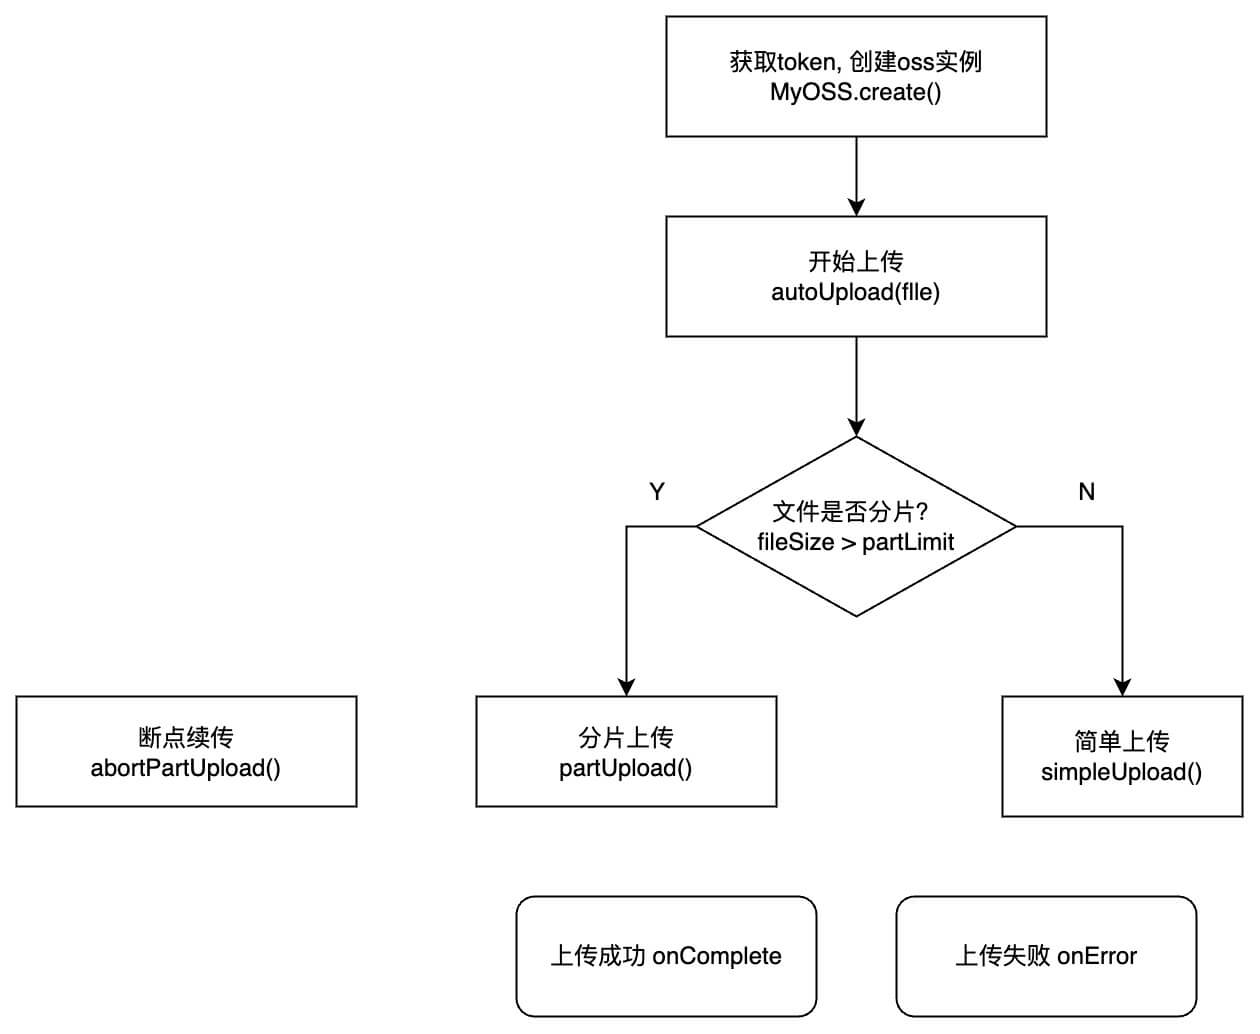 获取token, 创建oss实例
MyOSS.create()
开始上传
autoUpload(flle)
Y
N
文件是否分片?
fileSize > partLimit
断点续传
abortPartUpload()
分片上传
partUpload()
简单上传
simpleUpload()
上传成功 onComplete
上传失败 onError